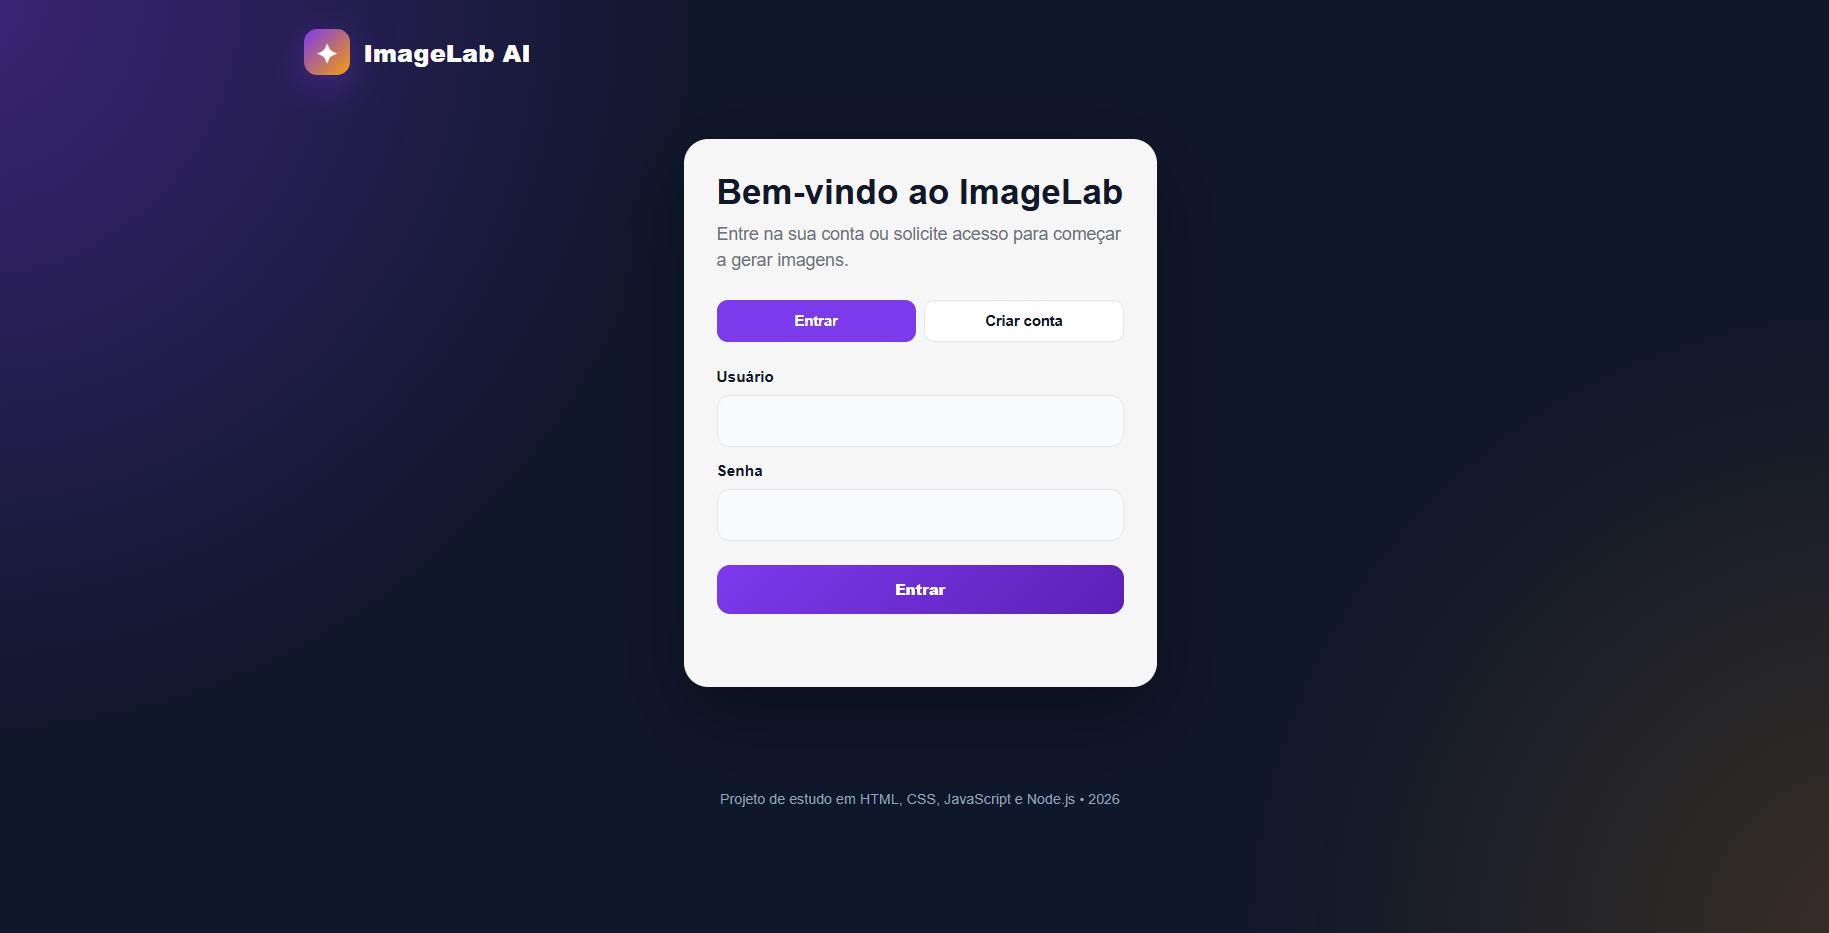 ImageLab AI
Bem-vindo ao ImageLab
Entre na sua conta ou solicite acesso para começar
a gerar imagens.
Entrar
Criar conta
Usuário
Senha
Entrar
Projeto de estudo em HTML, CSS, JavaScript e Node.js • 2026